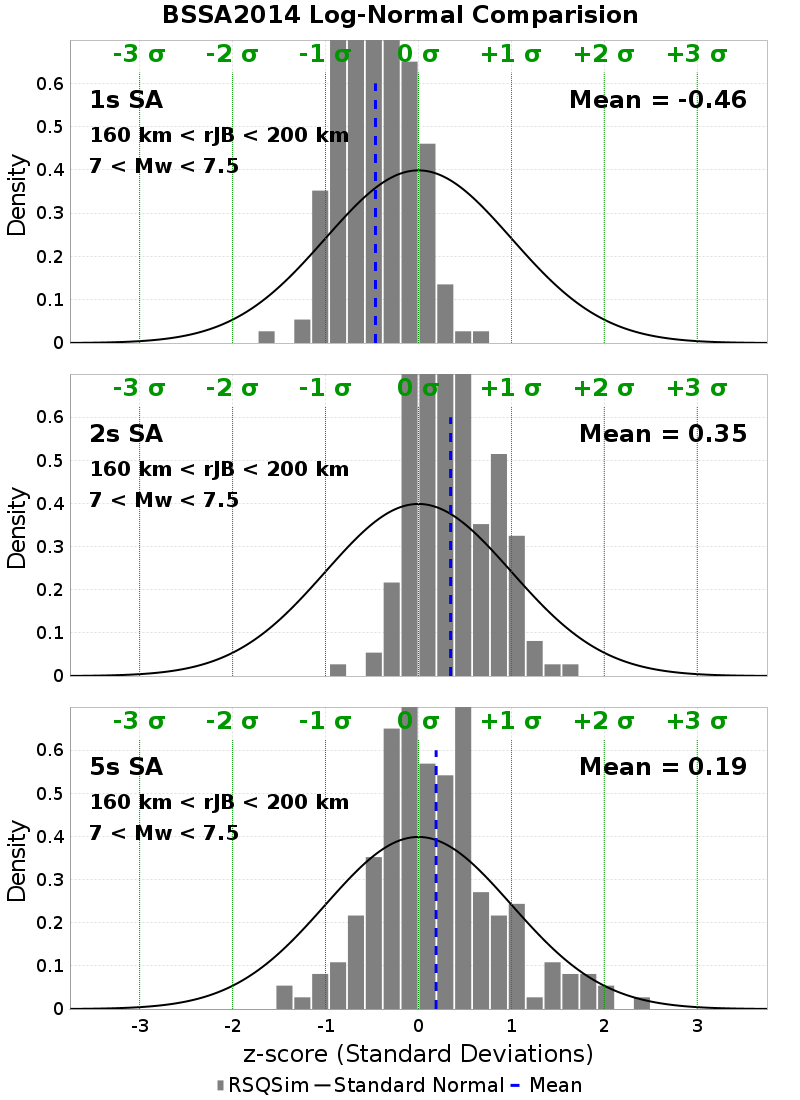 BSSA2014 Log-Normal Comparision
-3 σ -2 σ -1 σ 0 σ +1 σ +2 σ +3 σ
1s SA
Mean = -0.46
160 km < rJB < 200 km
7 < Mw < 7.5
Density
0.6
0.5
0.4
0.3
0.2
0.1
0
-3 σ -2 σ -1 σ 0 σ +1 σ +2 σ +3 σ
2s SA
Mean = 0.35
160 km < rJB < 200 km
7 < Mw < 7.5
Density
0.6
0.5
0.4
0.3
0.2
0.1
0
-3 σ -2 σ -1 σ 0 σ +1 σ +2 σ +3 σ
5s SA
Mean = 0.19
160 km < rJB < 200 km
7 < Mw < 7.5
Density
0.6
0.5
0.4
0.3
0.2
0.1
0
-3 -2 -1 0 1 2 3
z-score (Standard Deviations)
RSQSim Standard Normal Mean